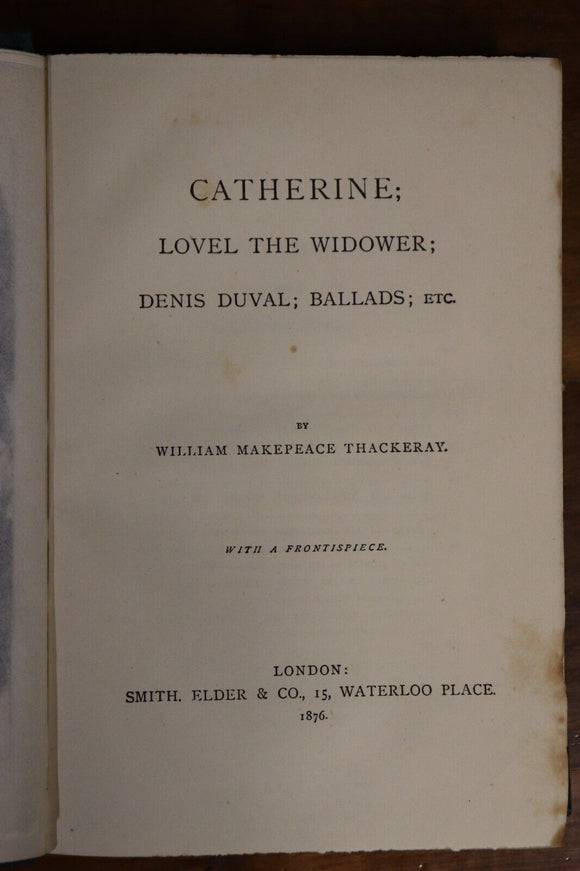 CATHERINE;
LOVEL THE WIDOWER;
DENIS DUVAL; BALLADS; ETC.
BY
WILLIAM MAKEPEACE THACKERAY.
WITH A FRONTISPIECE.
LONDON:
SMITH. ELDER & CO., 15, WATERLOO PLACE.
1876.